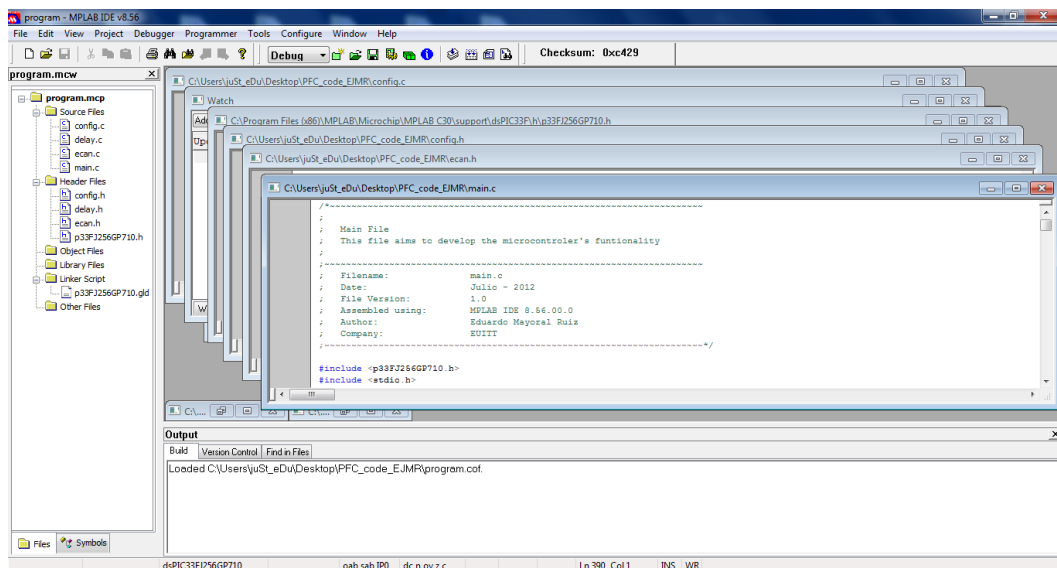 program - MPLAB IDE v8.56
File Edit View Project Debugger Programmer Tools Configure Window Help
Debug
Checksum: 0xc429
program.mcw
program.mcp
Source Files
config.c
delay.c
ecan.c
main.c
Header Files
config.h
delay.h
ecan.h
p33FJ256GP710.h
Object Files
Library Files
Linker Script
p33FJ256GP710.gld
Other Files
Files Symbols
C:\Users\juSt_eDu\Desktop\PFC_code_EJMR\config.c
Watch
C:\Program Files (x86)\MPLAB\Microchip\MPLAB C30\support\dsPIC33F\h\p33FJ256GP710.h
C:\Users\juSt_eDu\Desktop\PFC_code_EJMR\config.h
C:\Users\juSt_eDu\Desktop\PFC_code_EJMR\ecan.h
C:\Users\juSt_eDu\Desktop\PFC_code_EJMR\main.c
; Main File
; This file aims to develop the microcontroler's funtionality
;
; Filename: main.c
; Date: Julio - 2012
; File Version: 1.0
; Assembled using: MPLAB IDE 8.56.00.0
; Author: Eduardo Mayoral Ruiz
; Company: EUITT
#include <p33FJ256GP710.h>
#include <stdio.h>
C:\... C:\...
Output
Build Version Control Find in Files
Loaded C:\Users\juSt_eDu\Desktop\PFC_code_EJMR\program.cof.
dsPIC33FJ256GP710 oab sab IP0 dc n ov z c Ln 390, Col 1 INS WR